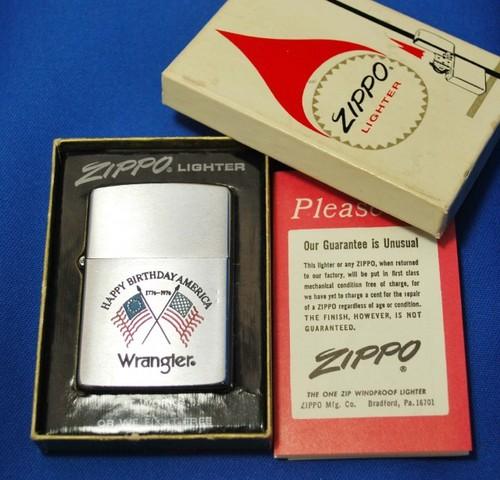 ZIPPO
LIGHTER
ZIPPO® LIGHTER
HAPPY BIRTHDAY AMERICA
1776-1976
Wrangler®
WORKS
Please
Our Guarantee is Unusual
This lighter or any ZIPPO, when returned
to our factory, will be put in first class
mechanical condition free of charge, for
we have yet to charge a cent for the repair
of a ZIPPO regardless of age or condition.
THE FINISH, HOWEVER, IS NOT
GUARANTEED.
ZIPPO®
THE ONE ZIP WINDPROOF LIGHTER
ZIPPO Mfg. Co. Bradford, Pa. 16701